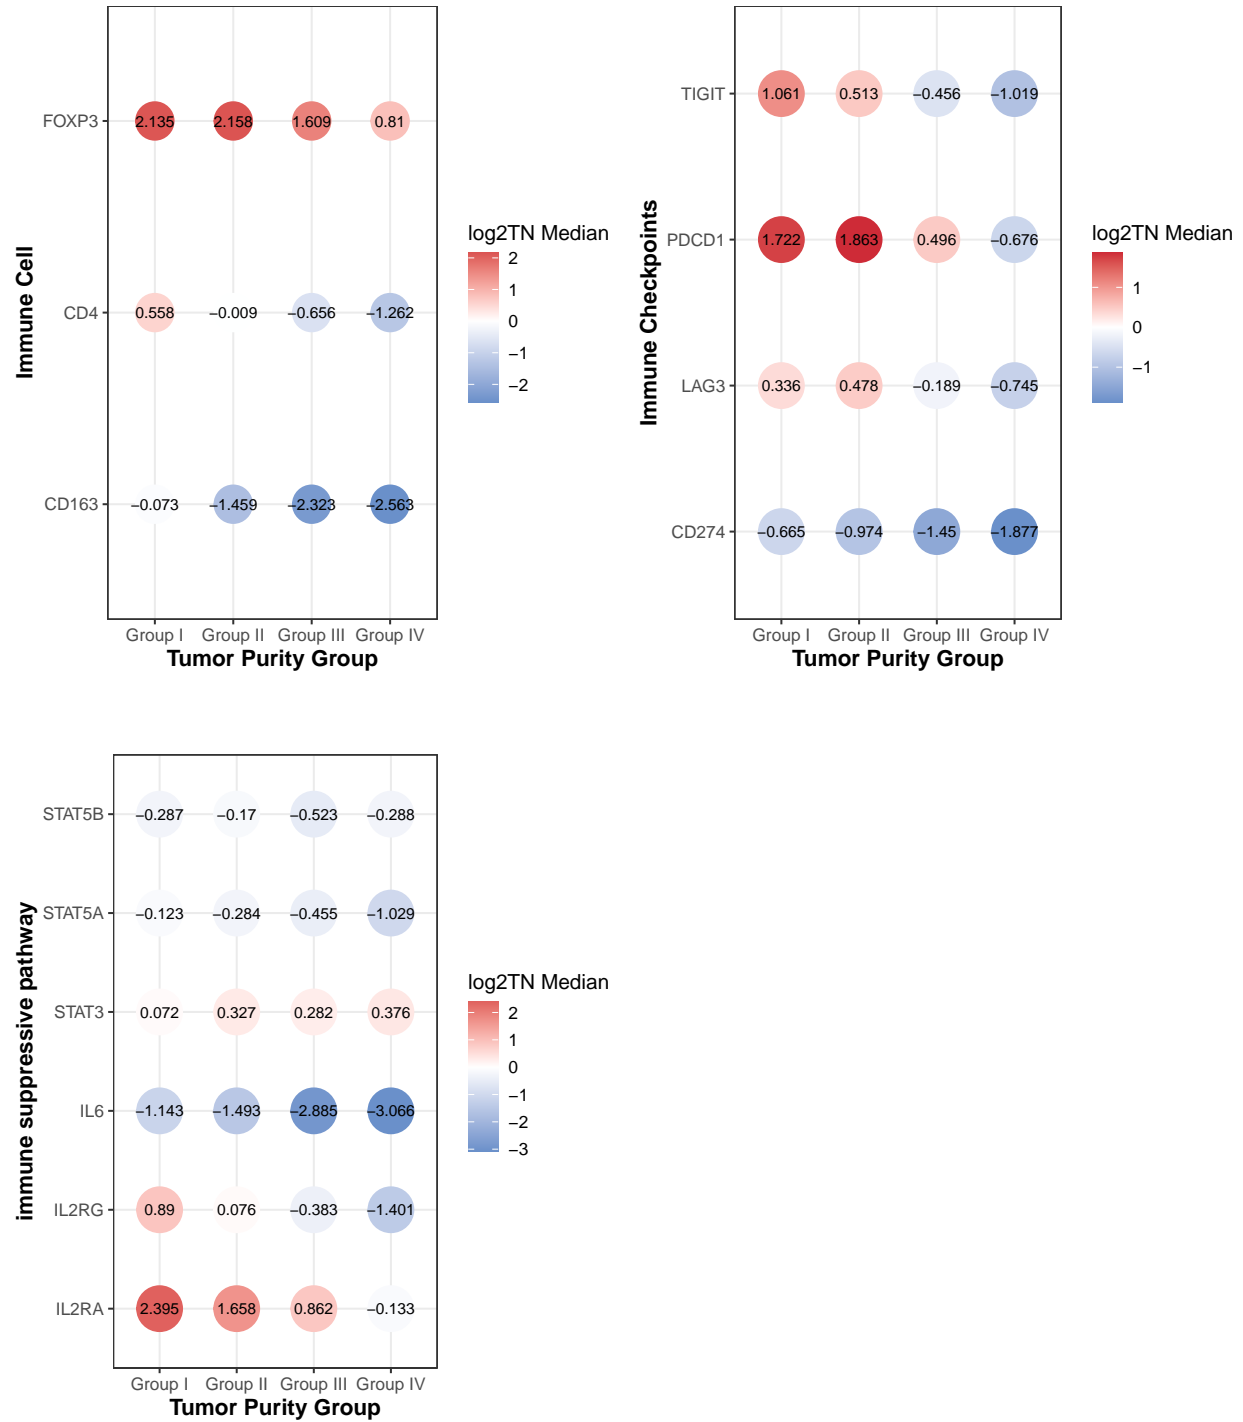 Immune Cell
FOXP3 2.135 2.158 1.609 0.81
CD4 0.558 −0.009 −0.656 −1.262
CD163 −0.073 −1.459 −2.323 −2.563
Group I Group II Group III Group IV
Tumor Purity Group
log2TN Median
2
1
0
−1
−2
Immune Checkpoints
TIGIT 1.061 0.513 −0.456 −1.019
PDCD1 1.722 1.863 0.496 −0.676
LAG3 0.336 0.478 −0.189 −0.745
CD274 −0.665 −0.974 −1.45 −1.877
Group I Group II Group III Group IV
Tumor Purity Group
log2TN Median
1
0
−1
immune suppressive pathway
STAT5B −0.287 −0.17 −0.523 −0.288
STAT5A −0.123 −0.284 −0.455 −1.029
STAT3 0.072 0.327 0.282 0.376
IL6 −1.143 −1.493 −2.885 −3.066
IL2RG 0.89 0.076 −0.383 −1.401
IL2RA 2.395 1.658 0.862 −0.133
Group I Group II Group III Group IV
Tumor Purity Group
log2TN Median
2
1
0
−1
−2
−3